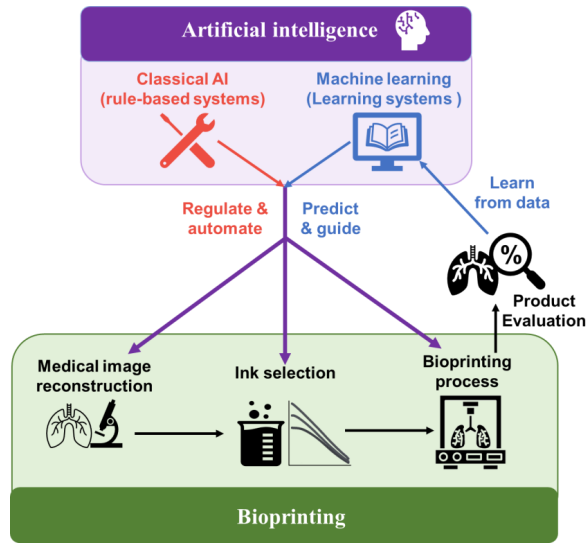 Artificial intelligence
Classical AI
(rule-based systems)
Machine learning
(Learning systems )
Regulate &
automate
Predict
& guide
Learn
from data
%
Product
Evaluation
Medical image
reconstruction
Ink selection
Bioprinting
process
Bioprinting